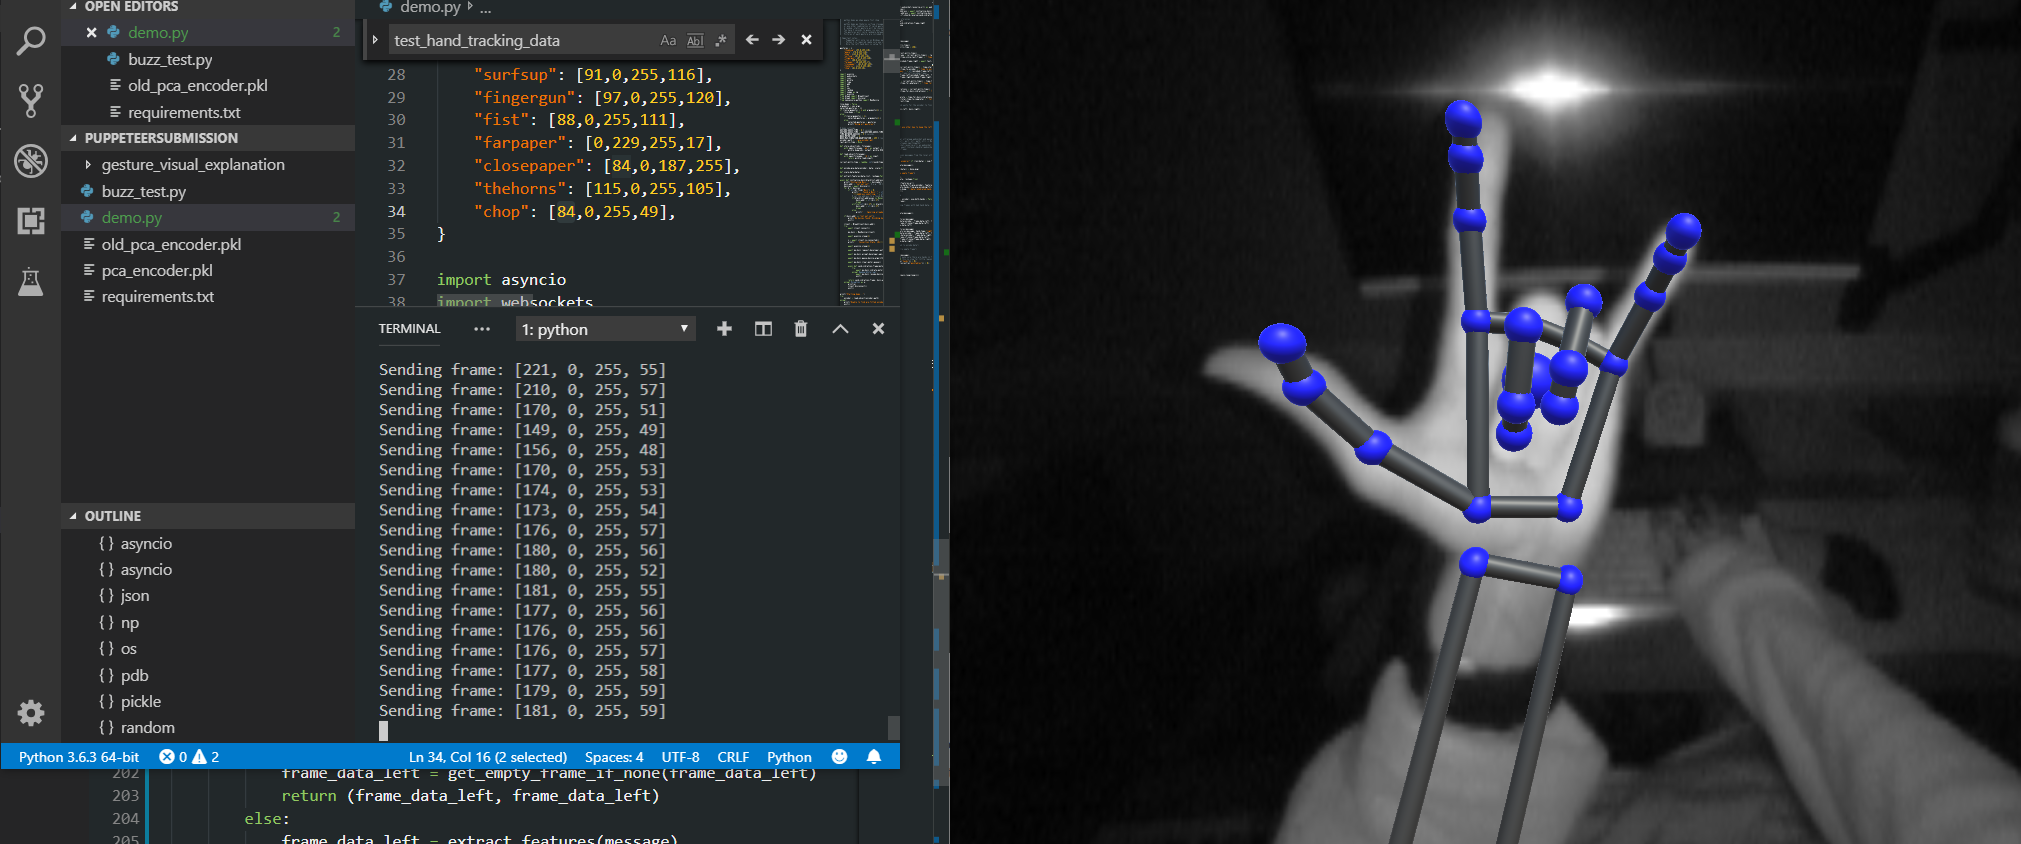 OPEN EDITORS
demo.py 2
buzz_test.py
old_pca_encoder.pkl
requirements.txt
PUPPETEERSUBMISSION
gesture_visual_explanation
buzz_test.py
demo.py 2
old_pca_encoder.pkl
pca_encoder.pkl
requirements.txt
OUTLINE
{ } asyncio
{ } asyncio
{ } json
{ } np
{ } os
{ } pdb
{ } pickle
{ } random
demo.py ...
test_hand_tracking_data Aa Abl .*
28 "surfsup": [91,0,255,116],
29 "fingergun": [97,0,255,120],
30 "fist": [88,0,255,111],
31 "farpaper": [0,229,255,17],
32 "closepaper": [84,0,187,255],
33 "thehorns": [115,0,255,105],
34 "chop": [84,0,255,49],
35 }
36
37 import asyncio
38 import websockets
TERMINAL ... 1: python
Sending frame: [221, 0, 255, 55]
Sending frame: [210, 0, 255, 57]
Sending frame: [170, 0, 255, 51]
Sending frame: [149, 0, 255, 49]
Sending frame: [156, 0, 255, 48]
Sending frame: [170, 0, 255, 53]
Sending frame: [174, 0, 255, 53]
Sending frame: [173, 0, 255, 54]
Sending frame: [176, 0, 255, 57]
Sending frame: [180, 0, 255, 56]
Sending frame: [180, 0, 255, 52]
Sending frame: [181, 0, 255, 55]
Sending frame: [177, 0, 255, 56]
Sending frame: [176, 0, 255, 56]
Sending frame: [176, 0, 255, 57]
Sending frame: [177, 0, 255, 58]
Sending frame: [179, 0, 255, 59]
Sending frame: [181, 0, 255, 59]
Python 3.6.3 64-bit 0 2 Ln 34, Col 16 (2 selected) Spaces: 4 UTF-8 CRLF Python
202 frame_data_left = get_empty_frame_if_none(frame_data_left)
203 return (frame_data_left, frame_data_left)
204 else:
205 frame_data_left = extract_features(message)